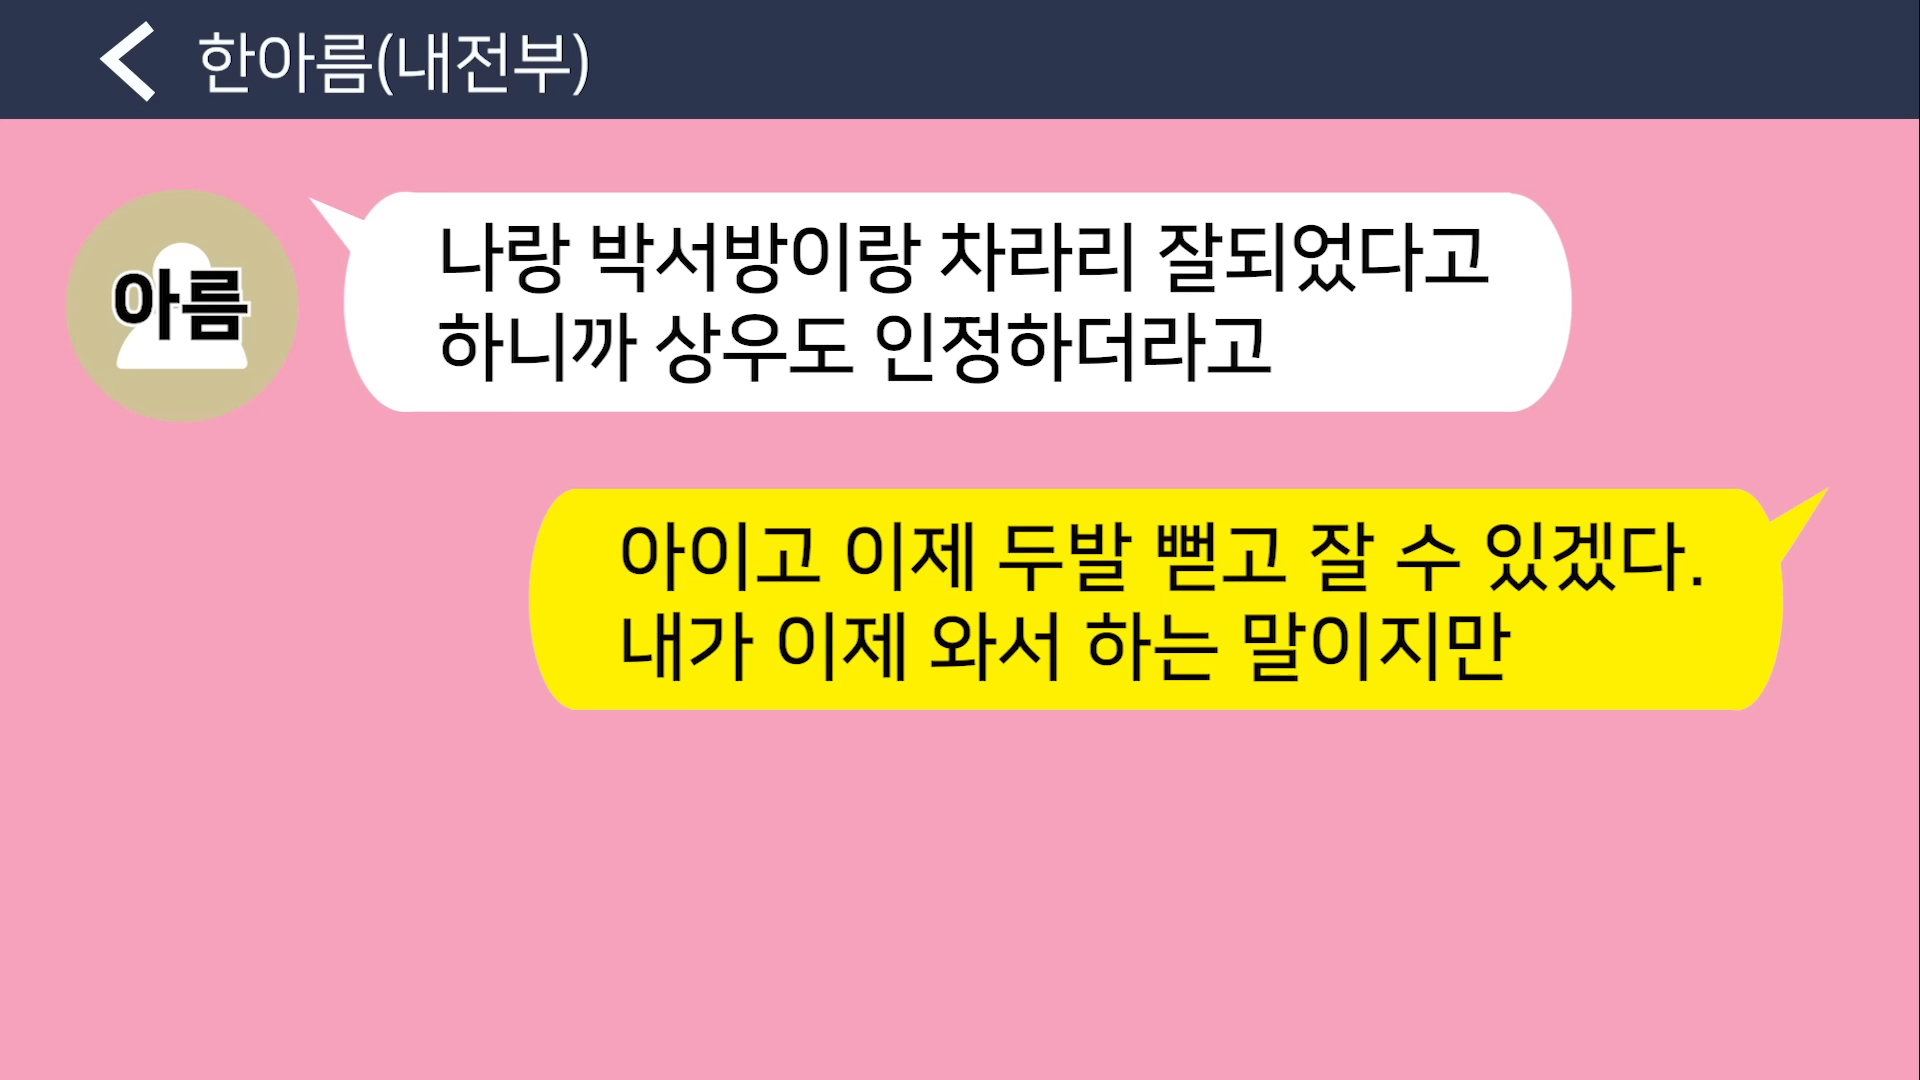 한아름(내전부)
아름
나랑 박서방이랑 차라리 잘되었다고
하니까 상우도 인정하더라고
아이고 이제 두발 뻗고 잘 수 있겠다.
내가 이제 와서 하는 말이지만